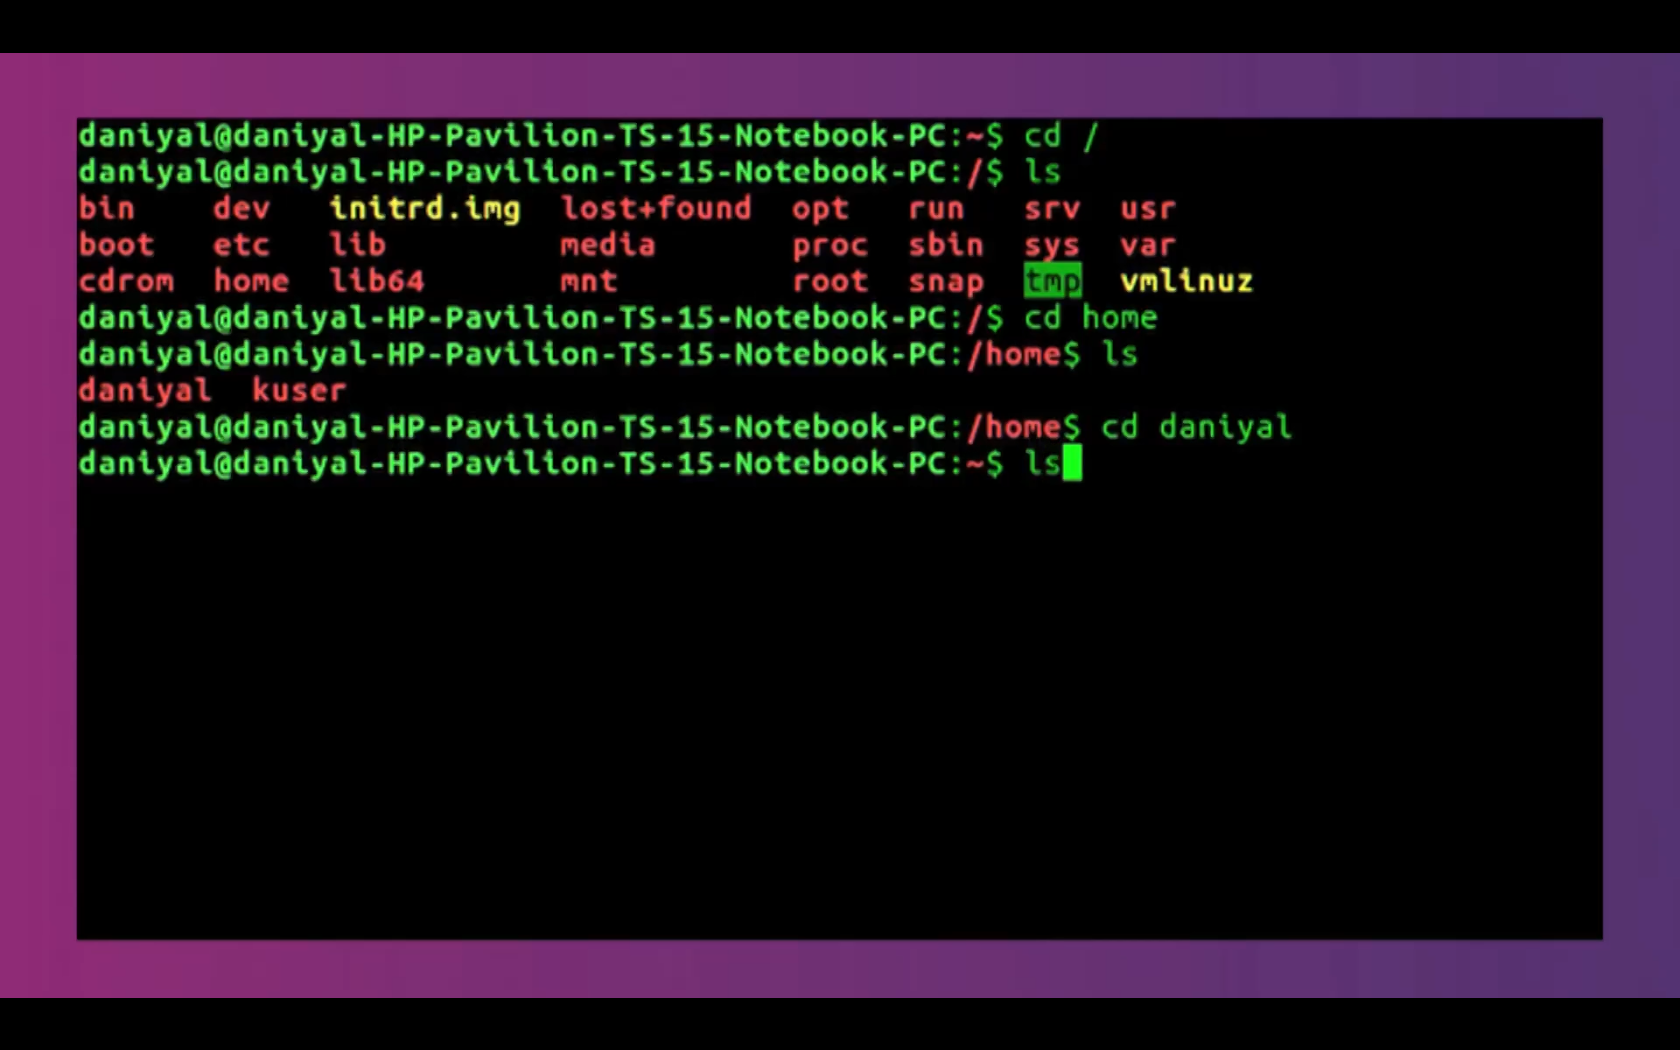 daniyal@daniyal-HP-Pavilion-TS-15-Notebook-PC:~$ cd /
daniyal@daniyal-HP-Pavilion-TS-15-Notebook-PC:/$ ls
bin dev initrd.img lost+found opt run srv usr
boot etc lib media proc sbin sys var
cdrom home lib64 mnt root snap tmp vmlinuz
daniyal@daniyal-HP-Pavilion-TS-15-Notebook-PC:/$ cd home
daniyal@daniyal-HP-Pavilion-TS-15-Notebook-PC:/home$ ls
daniyal kuser
daniyal@daniyal-HP-Pavilion-TS-15-Notebook-PC:/home$ cd daniyal
daniyal@daniyal-HP-Pavilion-TS-15-Notebook-PC:~$ ls